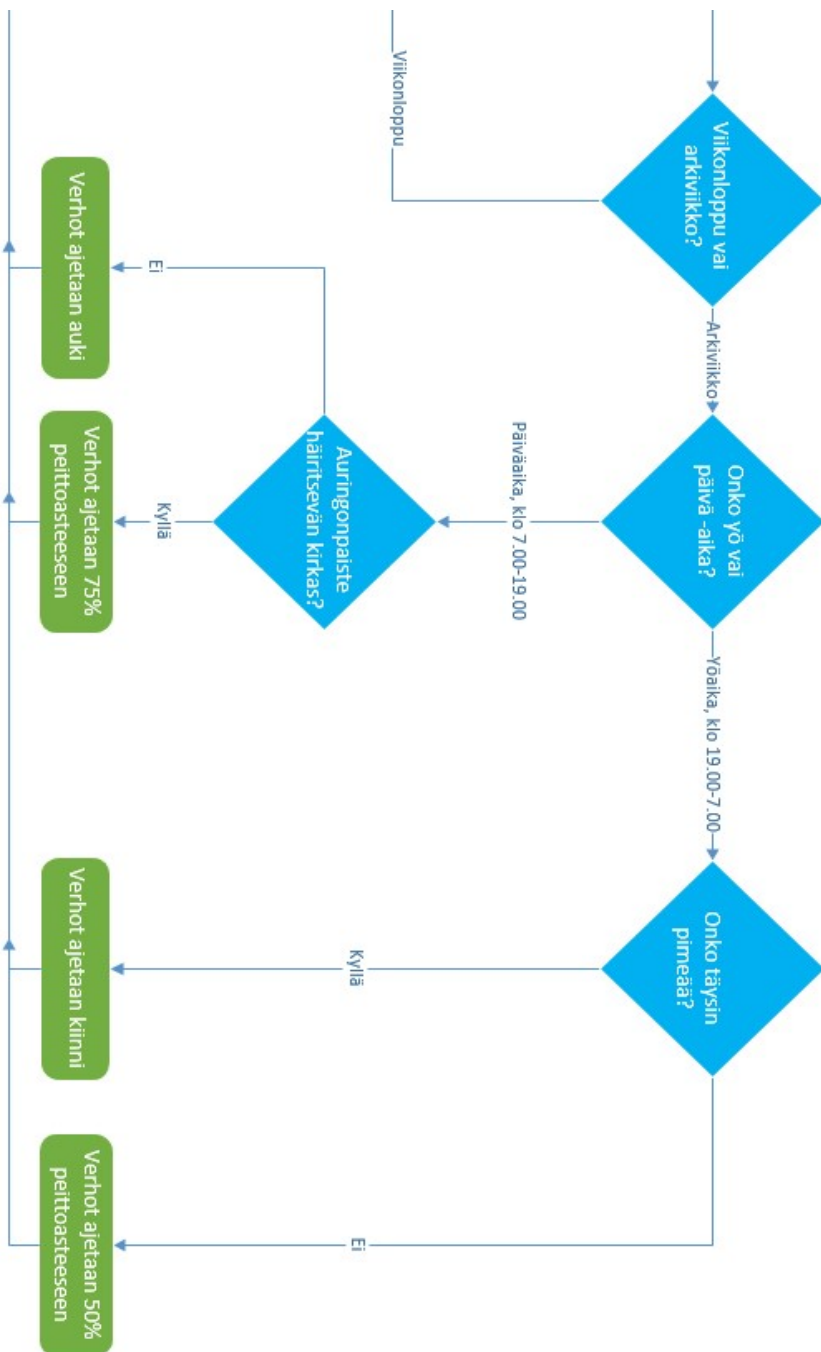 Viikonloppu vai
arkiviikko?
Arkiviikko
Onko yö vai
päivä -aika?
Yöaika, klo 19.00-7.00
Onko täysin
pimeää?
Viikonloppu
Päiväaika, klo 7.00-19.00
Auringonpaiste
häiritsevän kirkas?
Ei
Kyllä
Kyllä
Ei
Verhot ajetaan auki
Verhot ajetaan 75%
peittoasteeseen
Verhot ajetaan kiinni
Verhot ajetaan 50%
peittoasteeseen